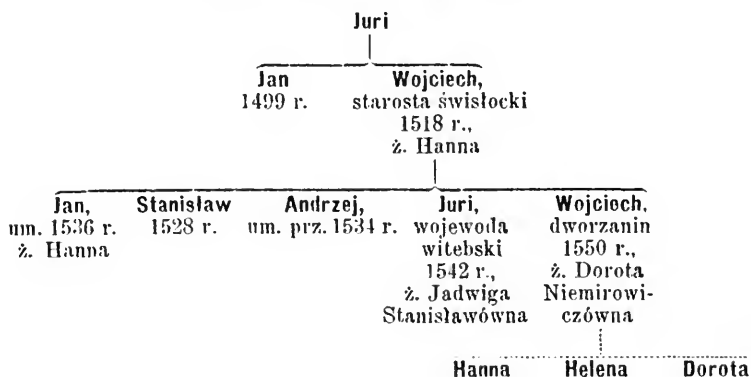 Juri
Jan
1499 r.
Wojciech,
starosta świsłocki
1518 r.,
ż. Hanna
Jan,
um. 1536 r.
ż. Hanna
Stanisław
1528 r.
Andrzej,
um. prz. 1534 r.
Juri,
wojewoda
witebski
1542 r.,
ż. Jadwiga
Stanisławówna
Wojciech,
dworzanin
1550 r.,
ż. Dorota
Niemirowi-
czówna
Hanna
Helena
Dorota